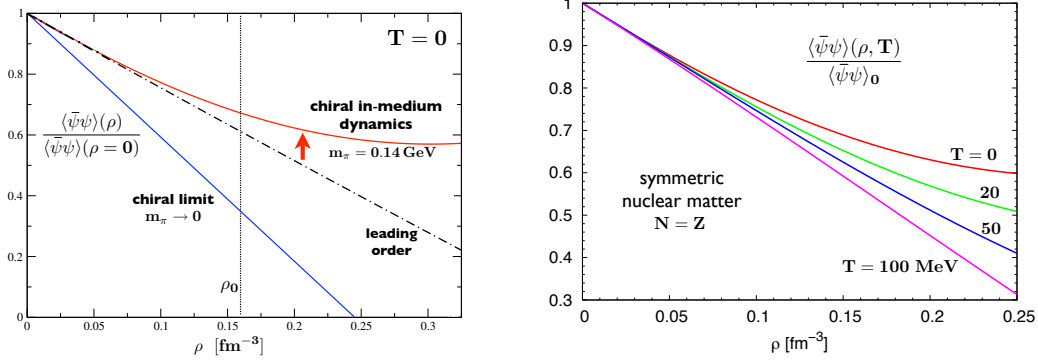 T = 0
1
0.8
0.6
0.4
0.2
0
⟨ψ̄ψ⟩(ρ)
⟨ψ̄ψ⟩(ρ = 0)
chiral in-medium
dynamics
m_π = 0.14 GeV
chiral limit
m_π → 0
leading
order
ρ₀
0 0.05 0.1 0.15 0.2 0.25 0.3
ρ [fm⁻³]
1
0.9
0.8
0.7
0.6
0.5
0.4
0.3
⟨ψ̄ψ⟩(ρ, T)
⟨ψ̄ψ⟩₀
T = 0
20
50
T = 100 MeV
symmetric
nuclear matter
N = Z
0 0.05 0.10 0.15 0.20 0.25
ρ [fm⁻³]